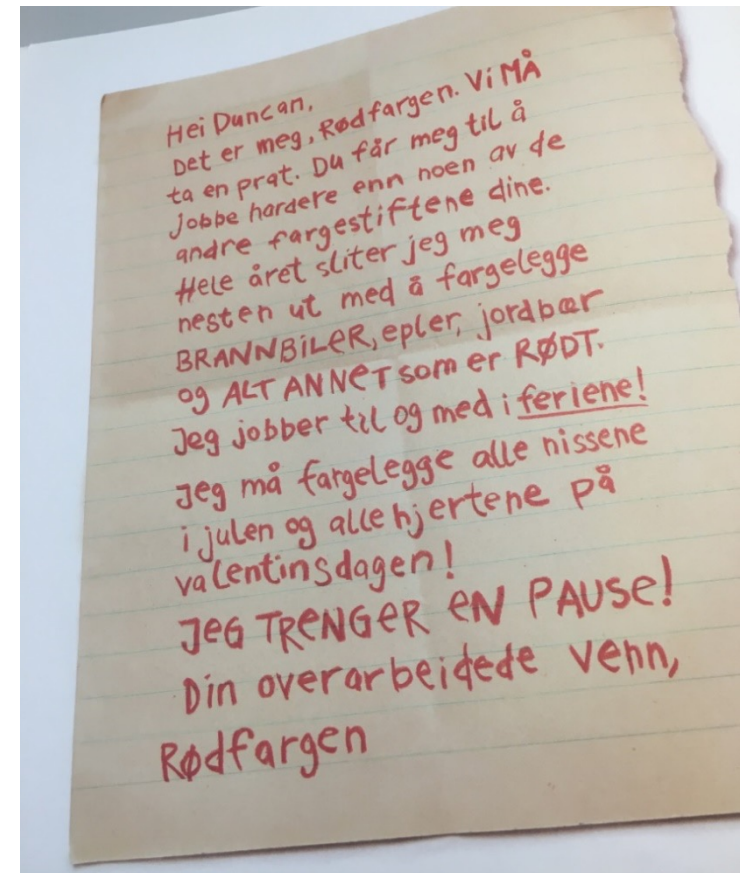 Hei Duncan,
Det er meg, Rødfargen. Vi MÅ
ta en prat. Du får meg til å
jobbe hardere enn noen av de
andre fargestiftene dine.
Hele året sliter jeg meg
nesten ut med å fargelegge
BRANNBILER, epler, jordbær
og ALT ANNET som er RØDT.
Jeg jobber til og med i feriene!
Jeg må fargelegge alle nissene
i julen og alle hjertene på
valentinsdagen!
JEG TRENGER EN PAUSE!
Din overarbeidede venn,
Rødfargen